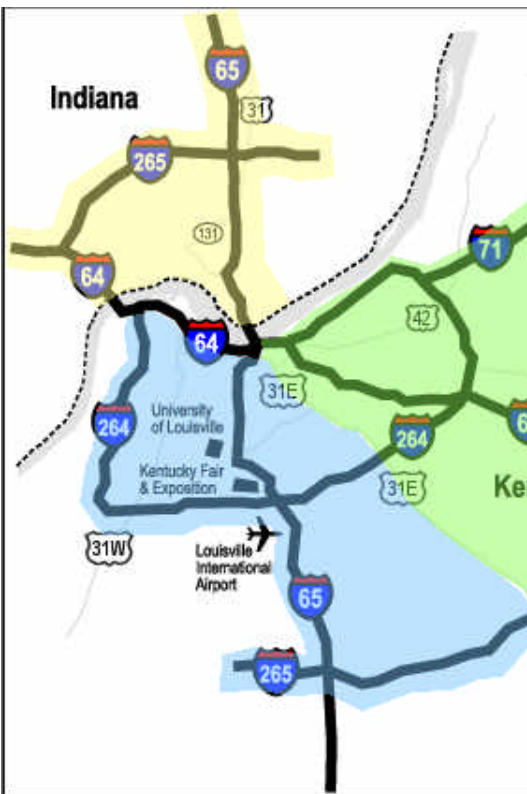 65
31
Indiana
265
131
71
64
42
64
31E
University
of Louisville
264
264
Kentucky Fair
& Exposition
31E
Ke
31W
Louisville
International
Airport
65
265